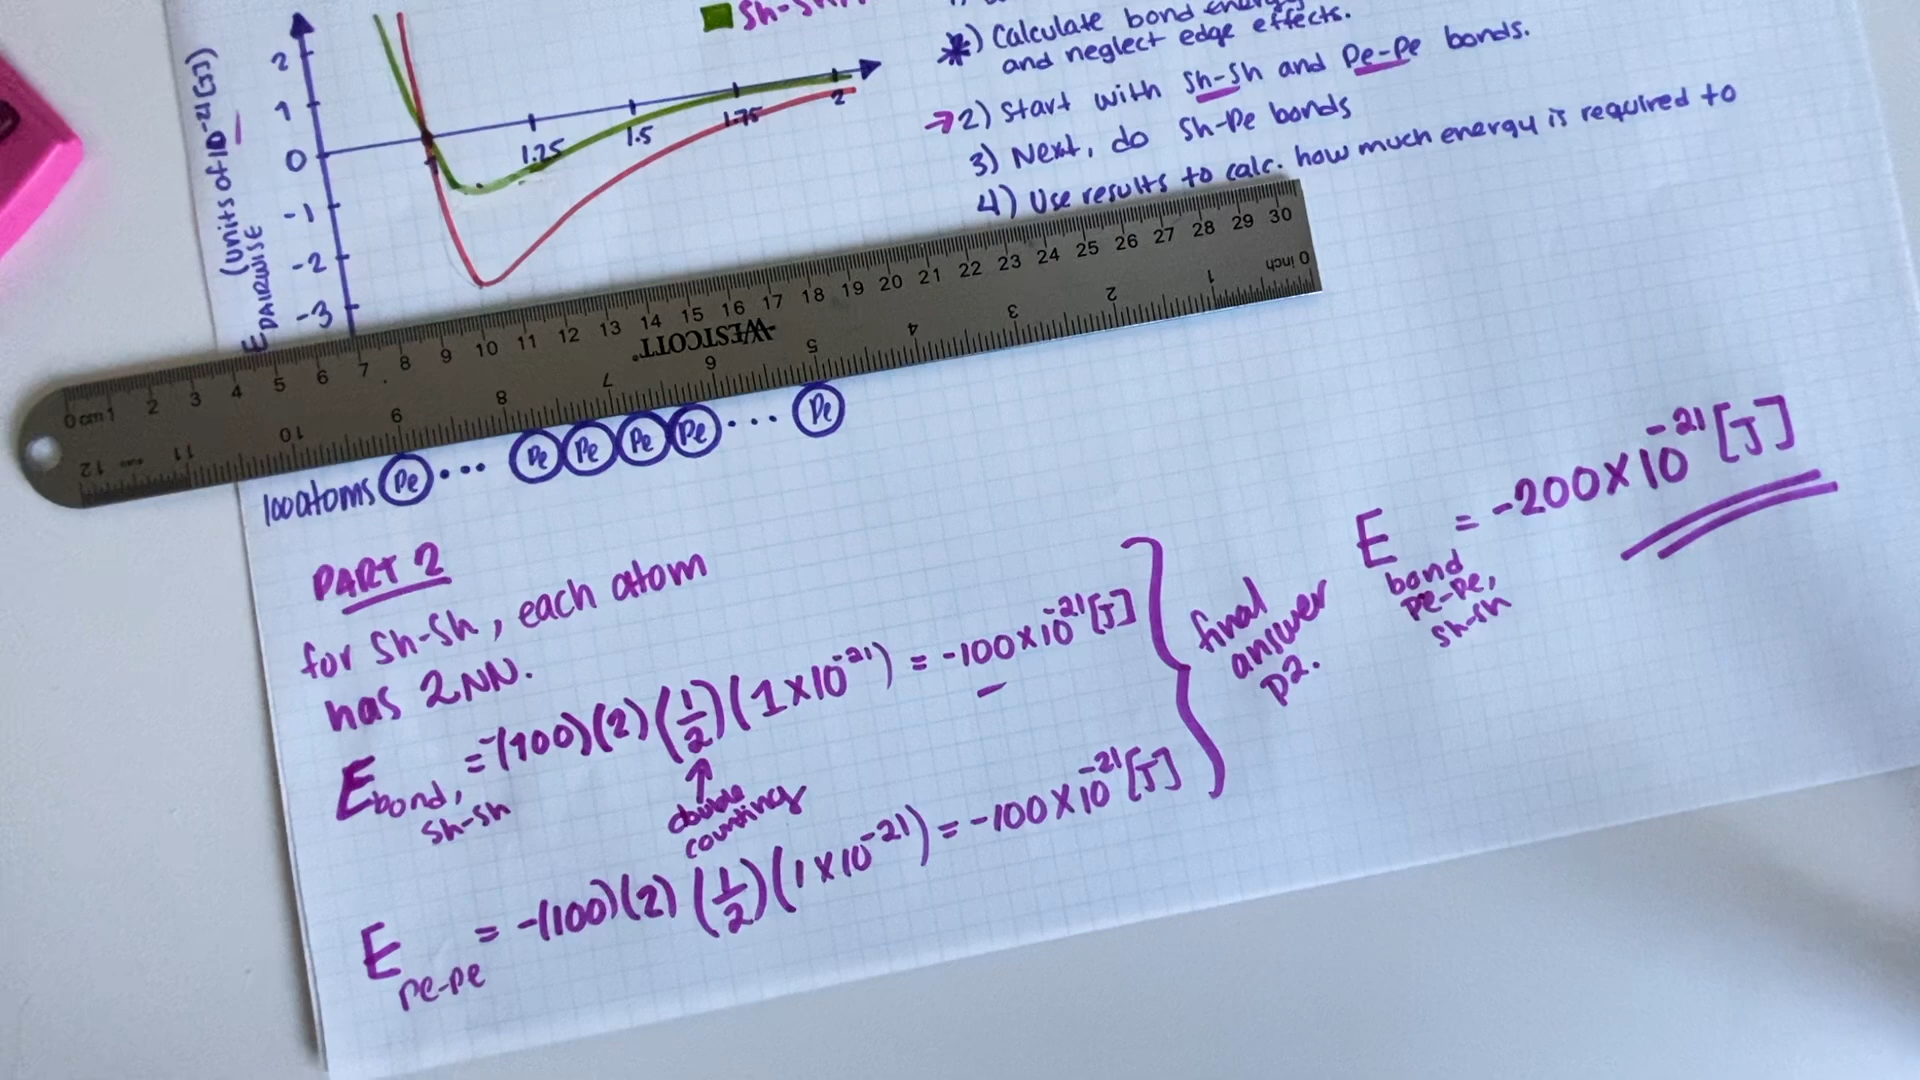 Sh-Sh
*) Calculate bond energy
and neglect edge effects.
→2) Start with Sh-Sh and Pe-Pe bonds.
3) Next, do Sh-Pe bonds
4) Use results to calc. how much energy is required to
E PAIRWISE (units of 10^-21 [J])
2
1
0
-1
-2
-3
1
1.25
1.5
1.75
2
0 cm 1 2 3 4 5 6 7 8 9 10 11 12 13 14 15 16 17 18 19 20 21 22 23 24 25 26 27 28 29 30
WESTCOTT®
12 11 10 9 8 7 6 5 4 3 2 1 0 inch
100 atoms Pe ... Pe Pe Pe Pe ... Pe
PART 2
for Sh-Sh, each atom
has 2NN.
E bond, Sh-Sh = -(100)(2)(1/2)(1×10^-21) = -100×10^-21 [J]
↑
double
counting
E Pe-Pe = -(100)(2)(1/2)(1×10^-21) = -100×10^-21 [J]
final
answer
p2.
E bond Pe-Pe, Sh-Sh = -200×10^-21 [J]